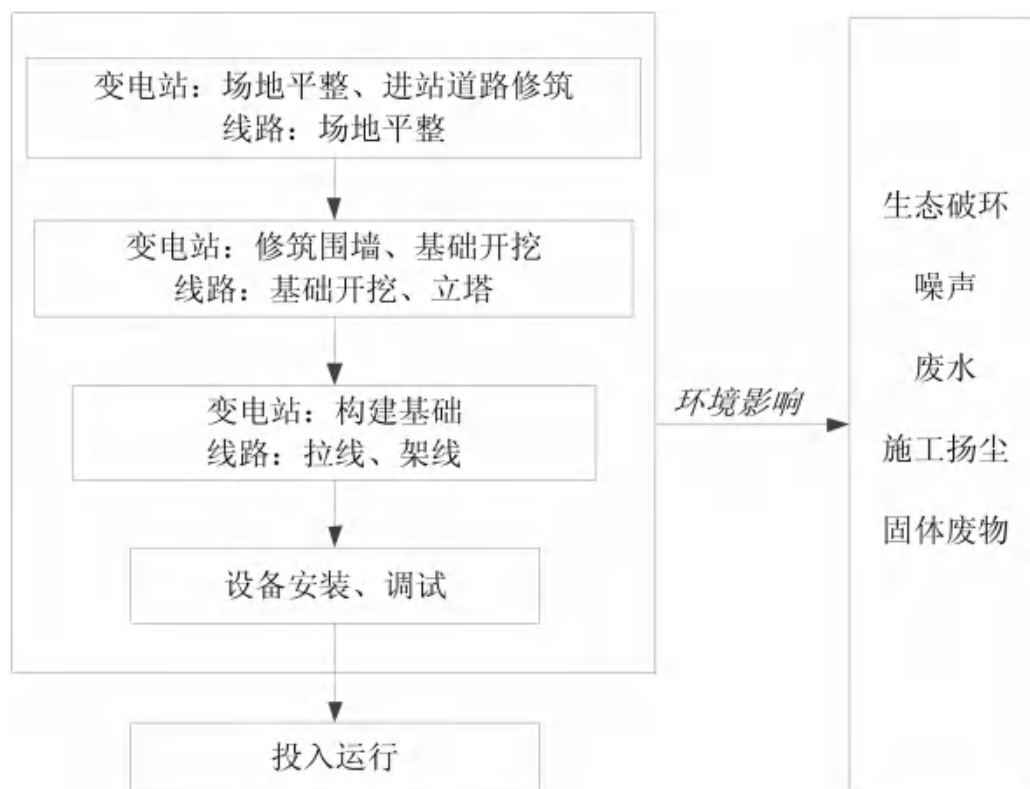 变电站：场地平整、进站道路修筑
线路：场地平整
变电站：修筑围墙、基础开挖
线路：基础开挖、立塔
变电站：构建基础
线路：拉线、架线
设备安装、调试
投入运行
环境影响
生态破环
噪声
废水
施工扬尘
固体废物